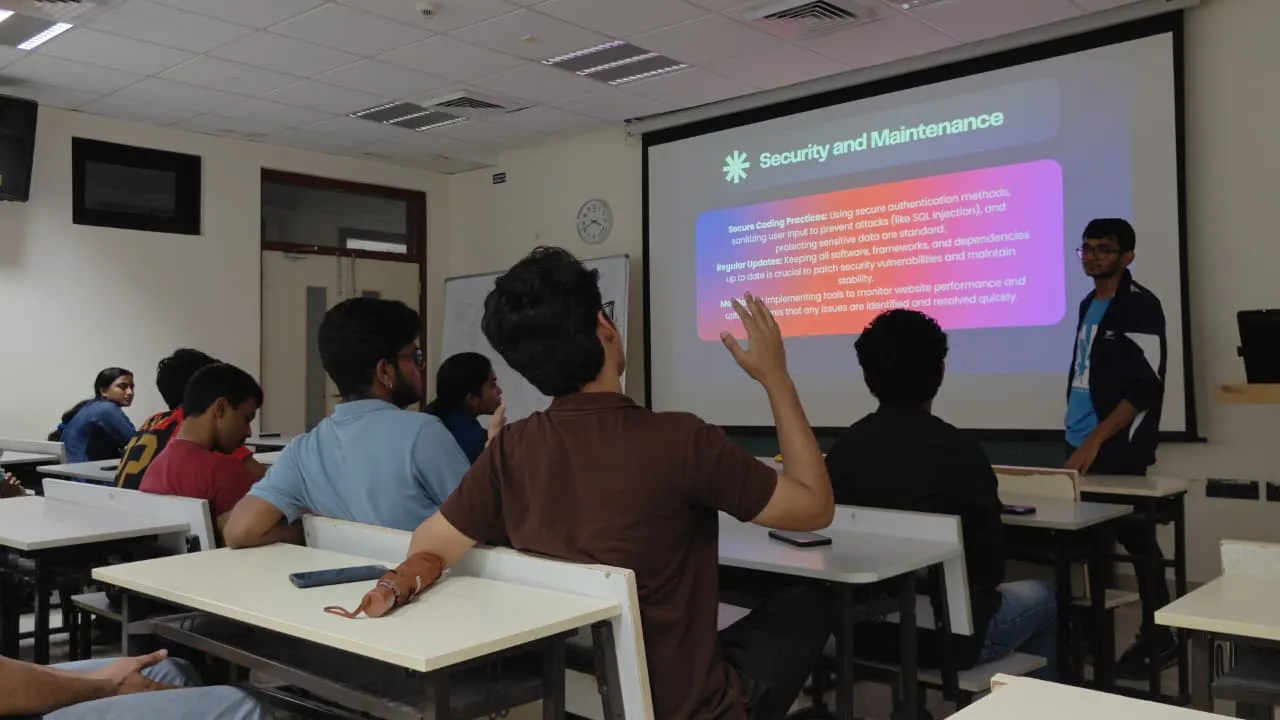 Security and Maintenance
Secure Coding Practices: Using secure authentication methods,
sanitizing user input to prevent attacks (like SQL injection), and
protecting sensitive data are standard.
Regular Updates: Keeping all software, frameworks, and dependencies
up to date is crucial to patch security vulnerabilities and maintain
stability.
implementing tools to monitor website performance and
that any issues are identified and resolved quickly.